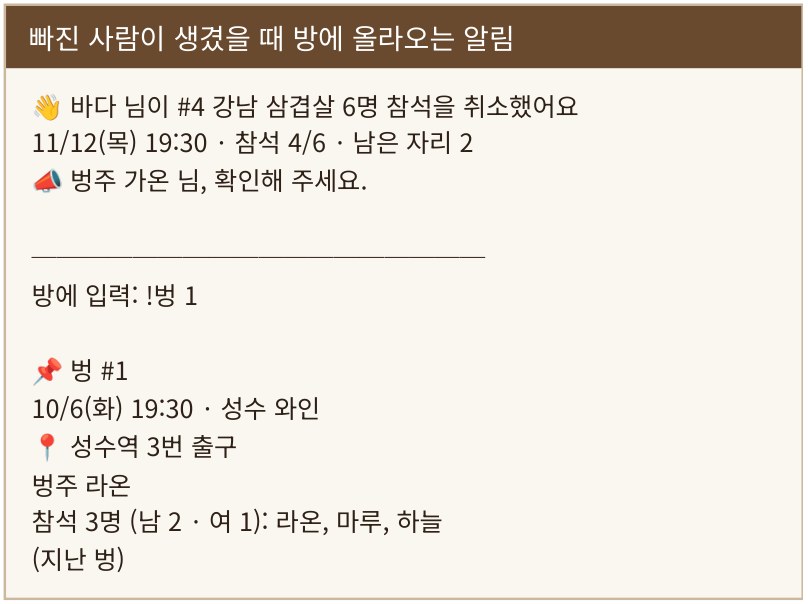 빠진 사람이 생겼을 때 방에 올라오는 알림
👋 바다 님이 #4 강남 삼겹살 6명 참석을 취소했어요
11/12(목) 19:30 · 참석 4/6 · 남은 자리 2
📣 벙주 가온 님, 확인해 주세요.
──────────────────
방에 입력: !벙 1
📌 벙 #1
10/6(화) 19:30 · 성수 와인
📍 성수역 3번 출구
벙주 라온
참석 3명 (남 2 · 여 1): 라온, 마루, 하늘
(지난 벙)